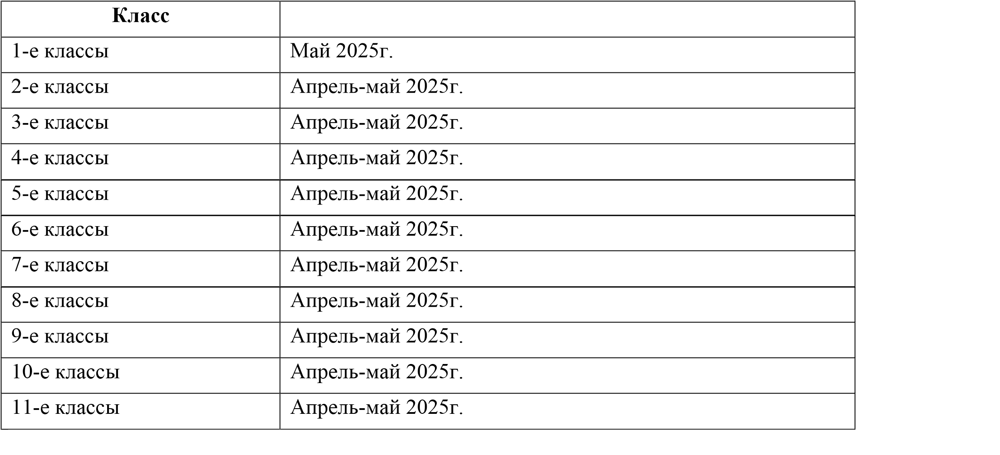 Класс
1-е классы Май 2025г.
2-е классы Апрель-май 2025г.
3-е классы Апрель-май 2025г.
4-е классы Апрель-май 2025г.
5-е классы Апрель-май 2025г.
6-е классы Апрель-май 2025г.
7-е классы Апрель-май 2025г.
8-е классы Апрель-май 2025г.
9-е классы Апрель-май 2025г.
10-е классы Апрель-май 2025г.
11-е классы Апрель-май 2025г.